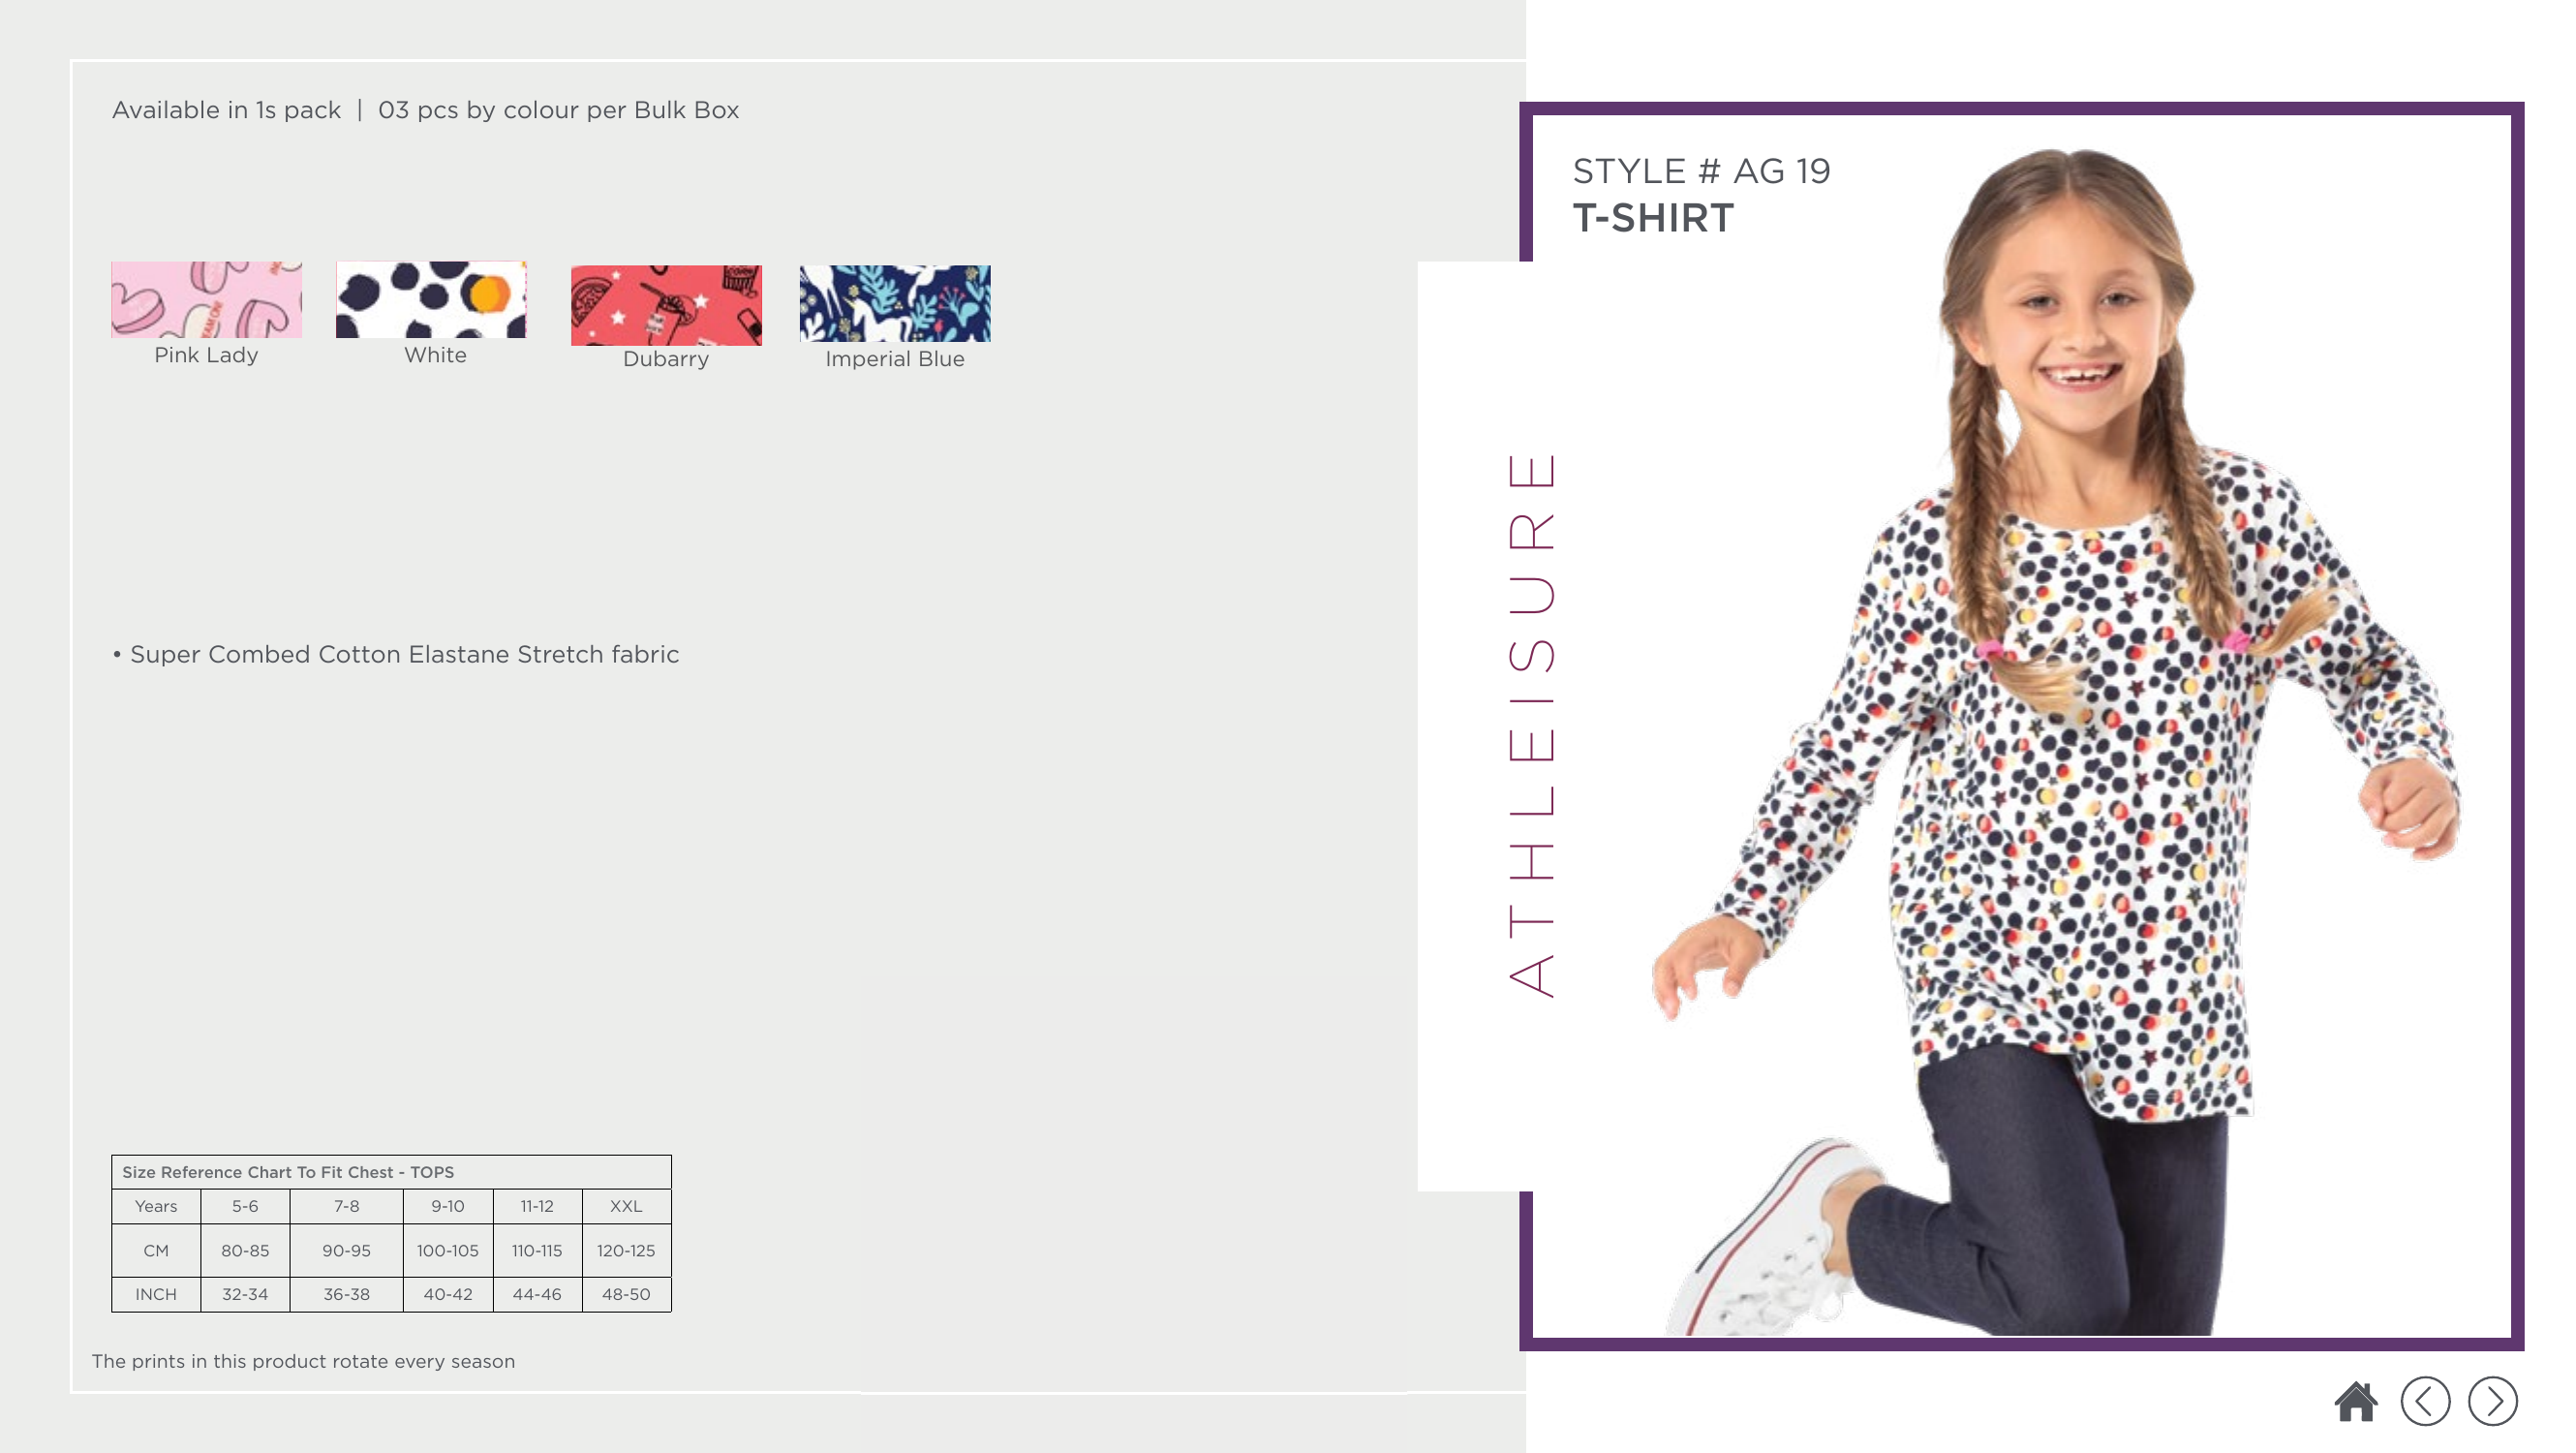 Available in 1s pack | 03 pcs by colour per Bulk Box
Pink Lady
White
Dubarry
Imperial Blue
• Super Combed Cotton Elastane Stretch fabric
Size Reference Chart To Fit Chest - TOPS
Years 5-6 7-8 9-10 11-12 XXL
CM 80-85 90-95 100-105 110-115 120-125
INCH 32-34 36-38 40-42 44-46 48-50
The prints in this product rotate every season
STYLE # AG 19
T-SHIRT
ATHLEISURE